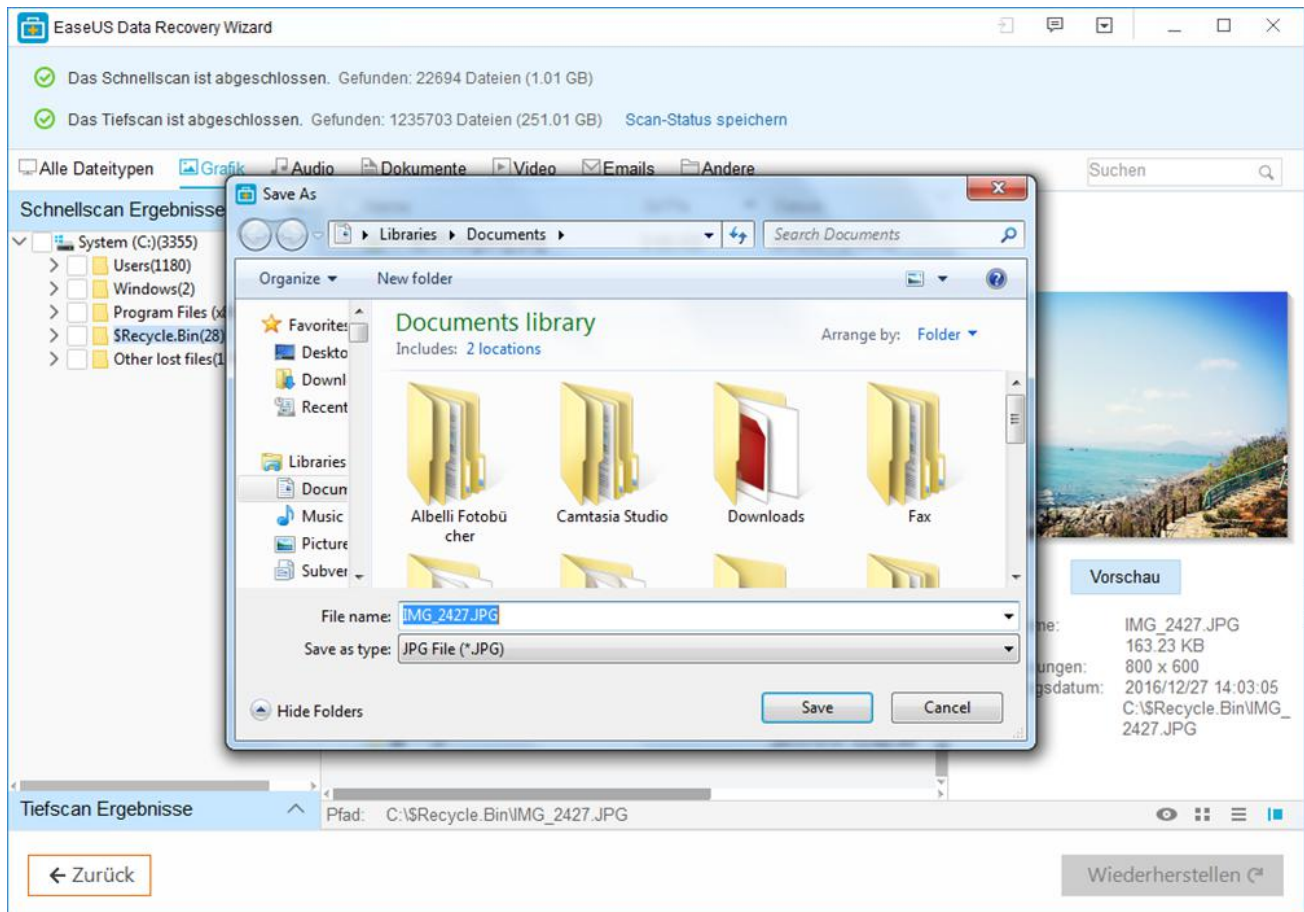 EaseUS Data Recovery Wizard
Das Schnellscan ist abgeschlossen. Gefunden: 22694 Dateien (1.01 GB)
Das Tiefscan ist abgeschlossen. Gefunden: 1235703 Dateien (251.01 GB) Scan-Status speichern
Alle Dateitypen Grafik Audio Dokumente Video Emails Andere Suchen
Schnellscan Ergebnisse
System (C:)(3355)
Users(1180)
Windows(2)
Program Files (x
$Recycle.Bin(28)
Other lost files(1
Save As
Libraries Documents Search Documents
Organize New folder
Favorites
Deskto
Downl
Recent
Libraries
Docum
Music
Picture
Subver
Documents library
Includes: 2 locations
Arrange by: Folder
Albelli Fotobü
cher
Camtasia Studio
Downloads
Fax
File name: IMG_2427.JPG
Save as type: JPG File (*.JPG)
Hide Folders Save Cancel
Vorschau
me: IMG_2427.JPG
163.23 KB
ungen: 800 x 600
gsdatum: 2016/12/27 14:03:05
C:\$Recycle.Bin\IMG_
2427.JPG
Tiefscan Ergebnisse
Pfad: C:\$Recycle.Bin\IMG_2427.JPG
Zurück Wiederherstellen